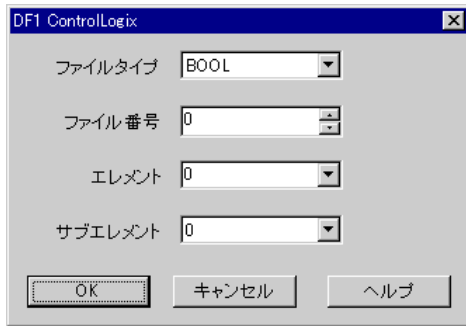 DF1 ControlLogix
ファイルタイプ BOOL
ファイル番号 0
エレメント 0
サブエレメント 0
OK キャンセル ヘルプ